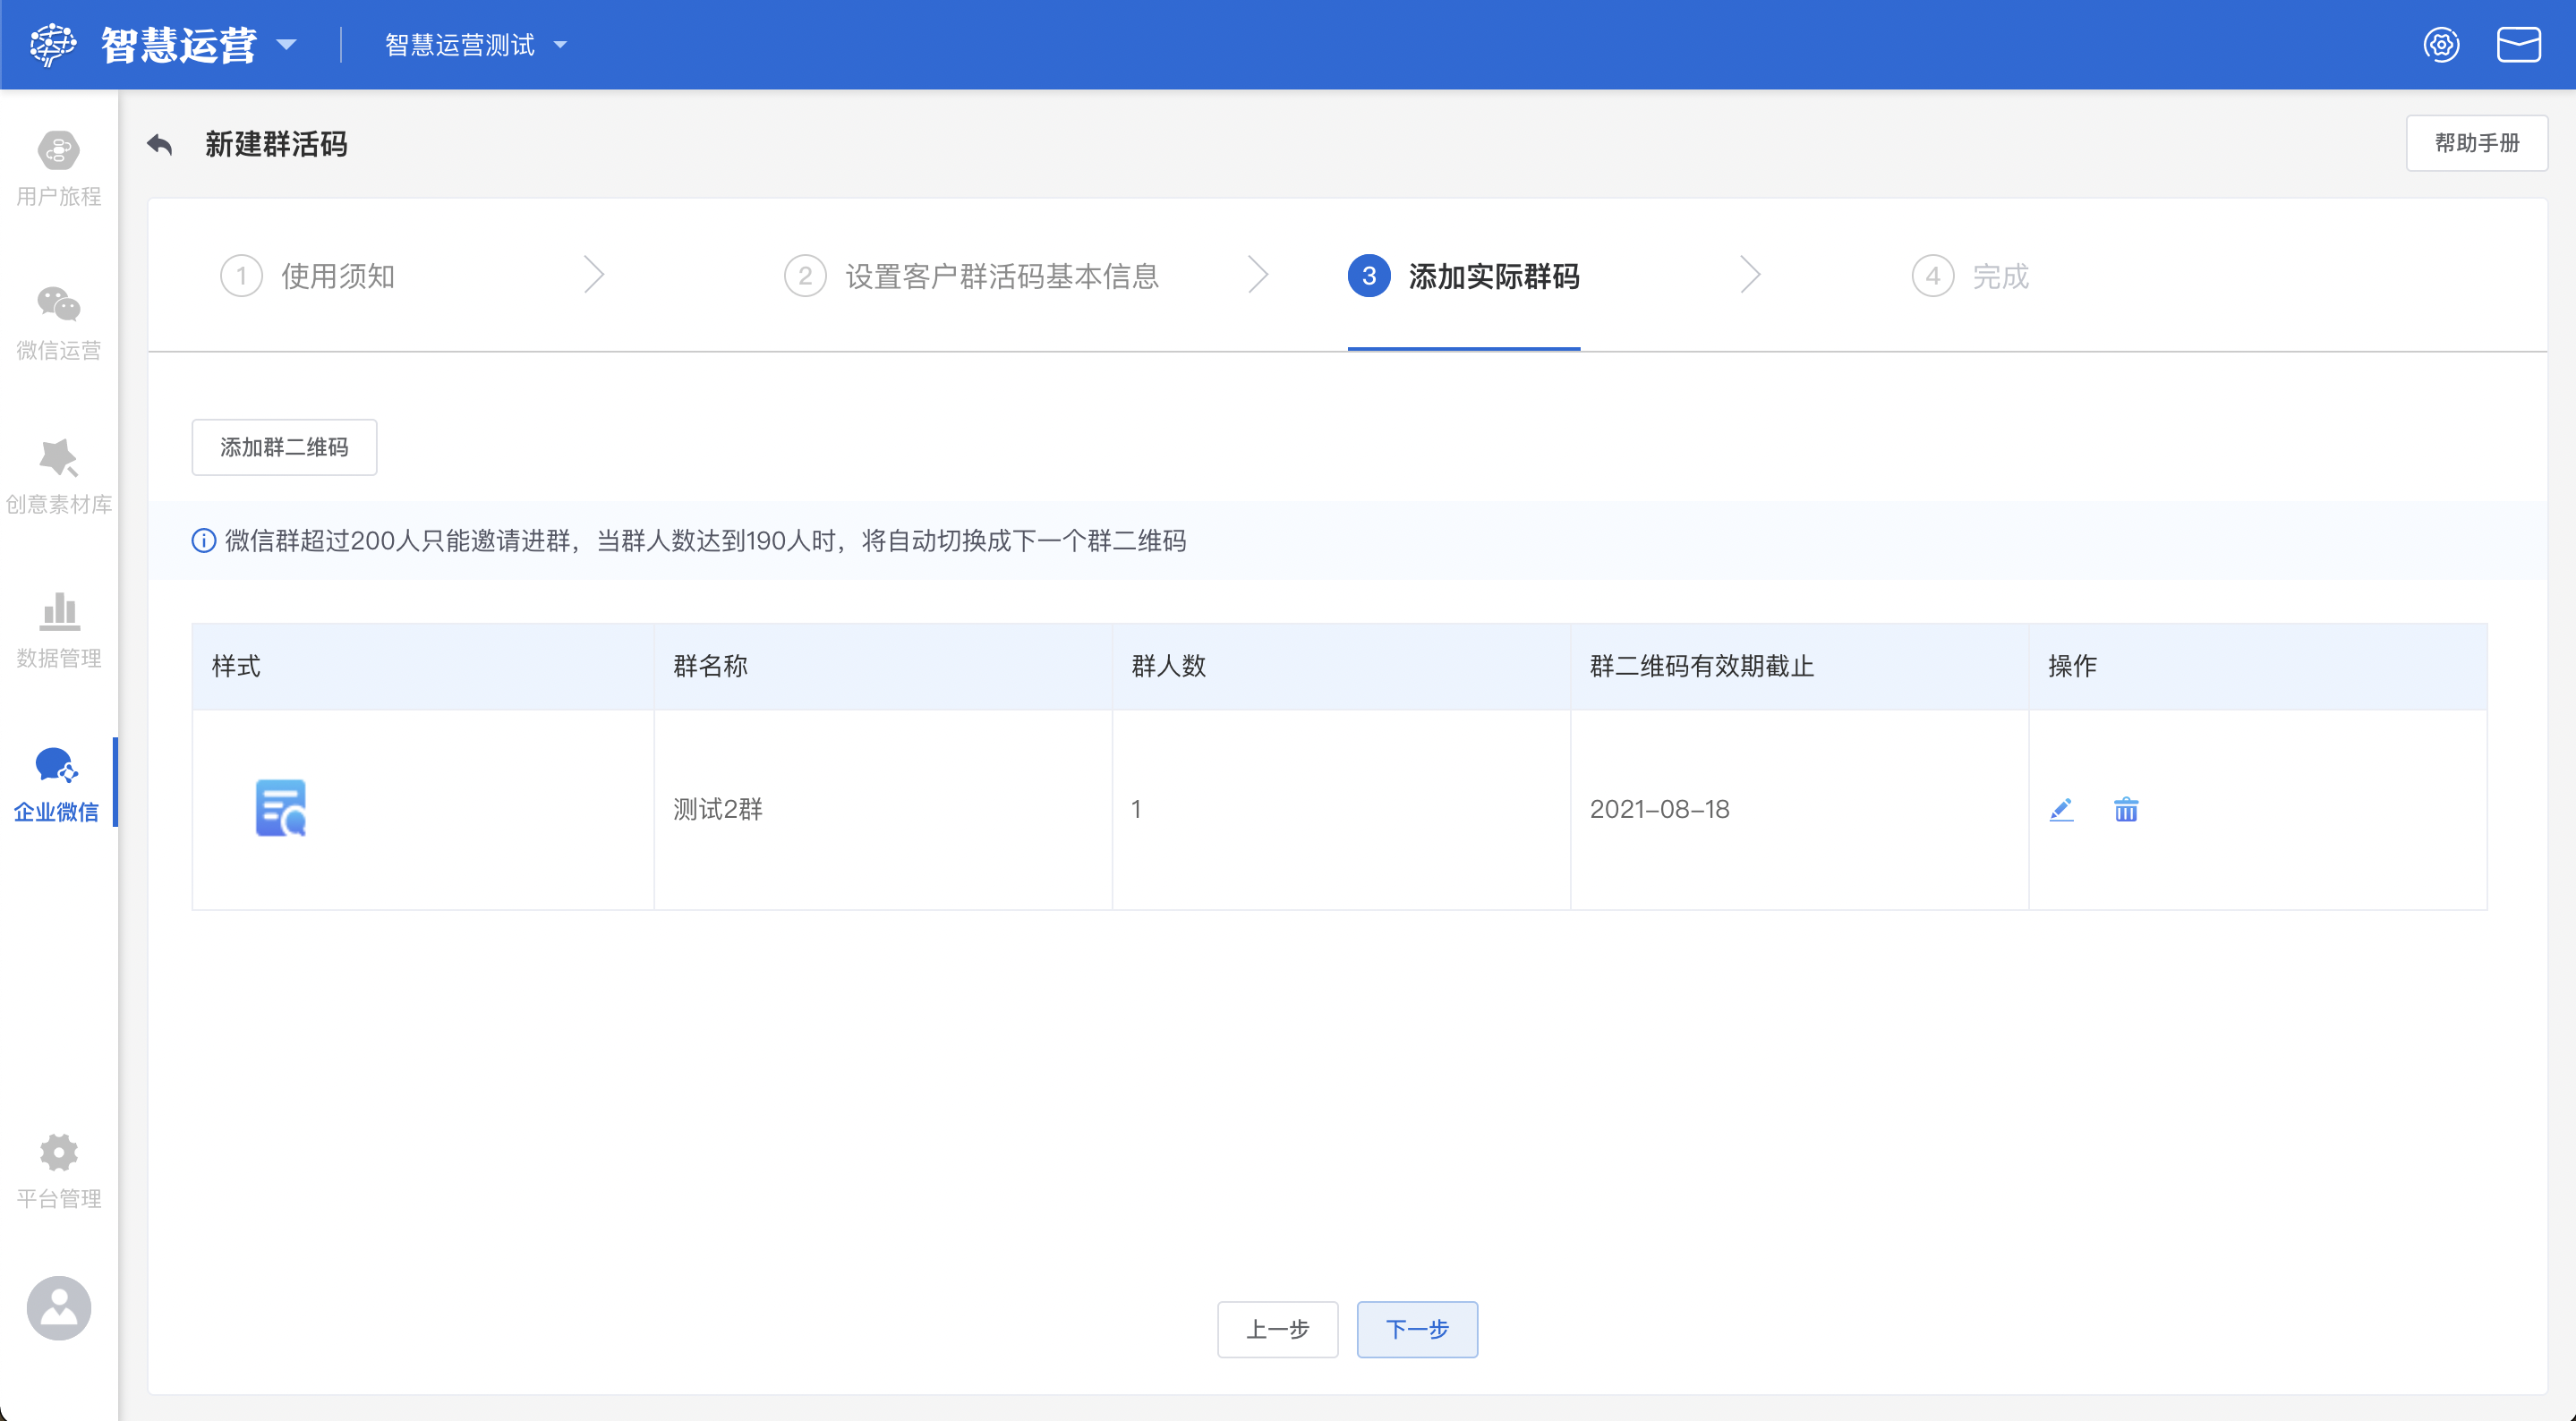 智慧运营
智慧运营测试
用户旅程
微信运营
创意素材库
数据管理
企业微信
平台管理
新建群活码
帮助手册
1 使用须知
2 设置客户群活码基本信息
3 添加实际群码
4 完成
添加群二维码
微信群超过200人只能邀请进群，当群人数达到190人时，将自动切换成下一个群二维码
样式 群名称 群人数 群二维码有效期截止 操作
测试2群 1 2021-08-18
上一步 下一步